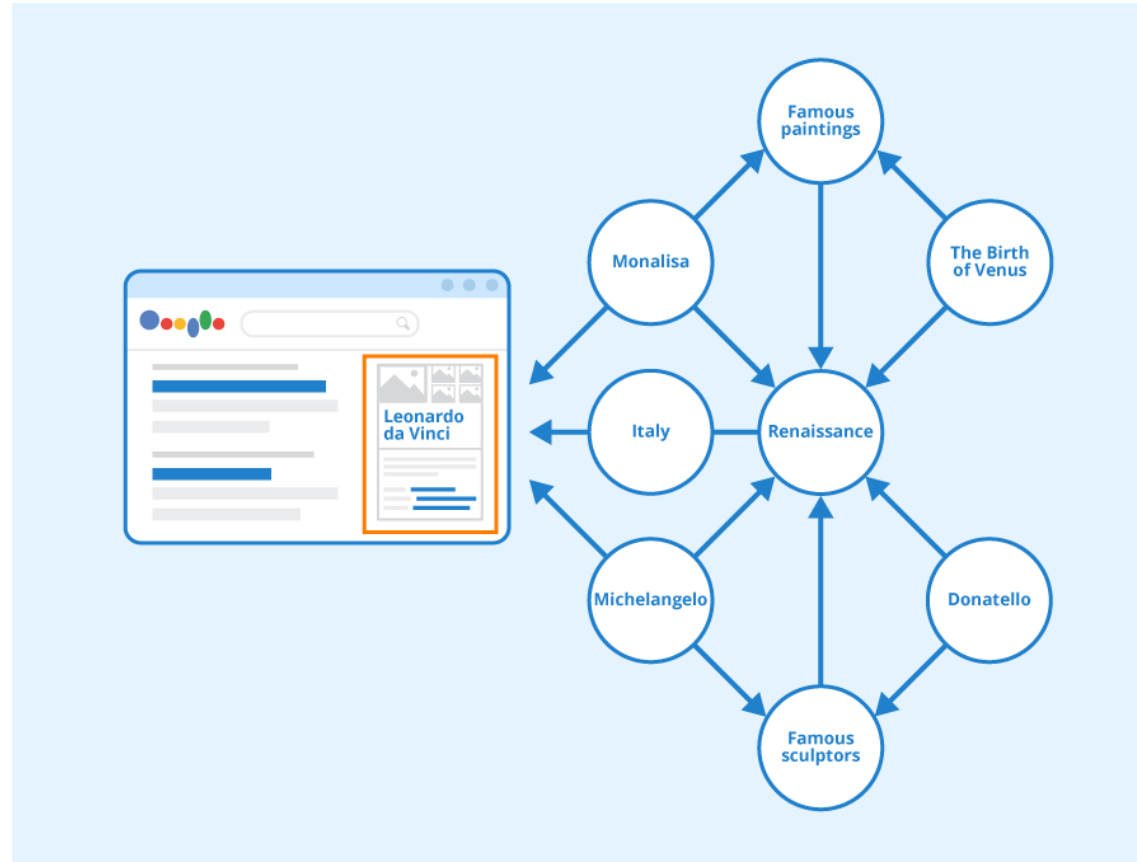 Famous
paintings
Monalisa
The Birth
of Venus
Leonardo
da Vinci
Italy
Renaissance
Michelangelo
Donatello
Famous
sculptors